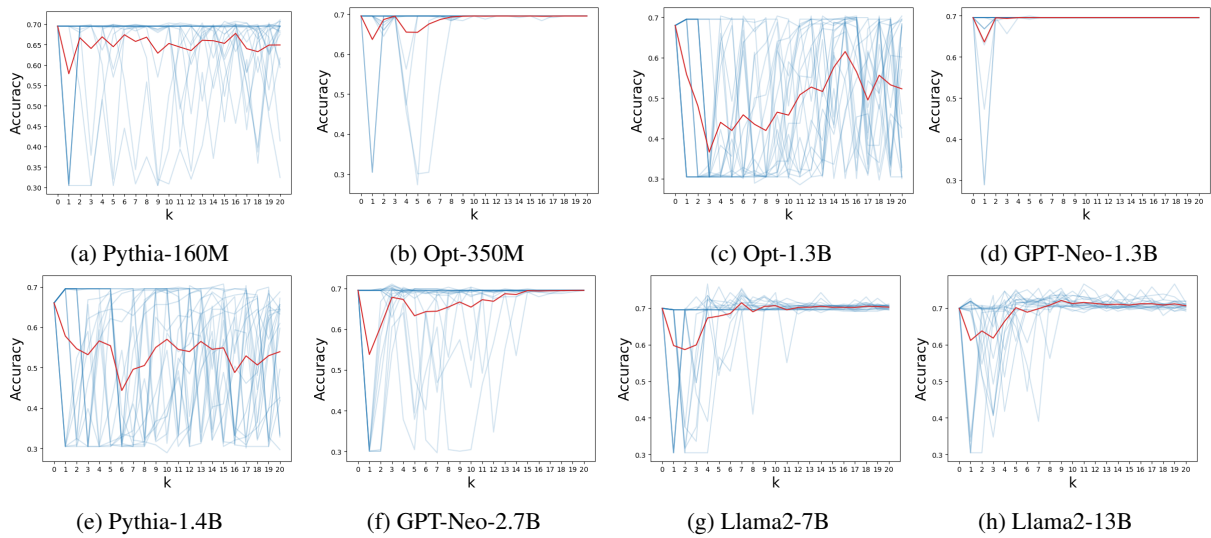 0.70
0.65
0.60
0.55
0.50
0.45
0.40
0.35
0.30
Accuracy
0 1 2 3 4 5 6 7 8 9 10 11 12 13 14 15 16 17 18 19 20
k
(a) Pythia-160M
0.7
0.6
0.5
0.4
0.3
Accuracy
0 1 2 3 4 5 6 7 8 9 10 11 12 13 14 15 16 17 18 19 20
k
(b) Opt-350M
0.7
0.6
0.5
0.4
0.3
Accuracy
0 1 2 3 4 5 6 7 8 9 10 11 12 13 14 15 16 17 18 19 20
k
(c) Opt-1.3B
0.7
0.6
0.5
0.4
0.3
Accuracy
0 1 2 3 4 5 6 7 8 9 10 11 12 13 14 15 16 17 18 19 20
k
(d) GPT-Neo-1.3B
0.7
0.6
0.5
0.4
0.3
Accuracy
0 1 2 3 4 5 6 7 8 9 10 11 12 13 14 15 16 17 18 19 20
k
(e) Pythia-1.4B
0.7
0.6
0.5
0.4
0.3
Accuracy
0 1 2 3 4 5 6 7 8 9 10 11 12 13 14 15 16 17 18 19 20
k
(f) GPT-Neo-2.7B
0.8
0.7
0.6
0.5
0.4
0.3
Accuracy
0 1 2 3 4 5 6 7 8 9 10 11 12 13 14 15 16 17 18 19 20
k
(g) Llama2-7B
0.8
0.7
0.6
0.5
0.4
0.3
Accuracy
0 1 2 3 4 5 6 7 8 9 10 11 12 13 14 15 16 17 18 19 20
k
(h) Llama2-13B